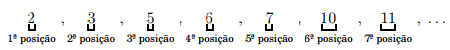 2 , 3 , 5 , 6 , 7 , 10 , 11 , ...
1ª posição 2ª posição 3ª posição 4ª posição 5ª posição 6ª posição 7ª posição